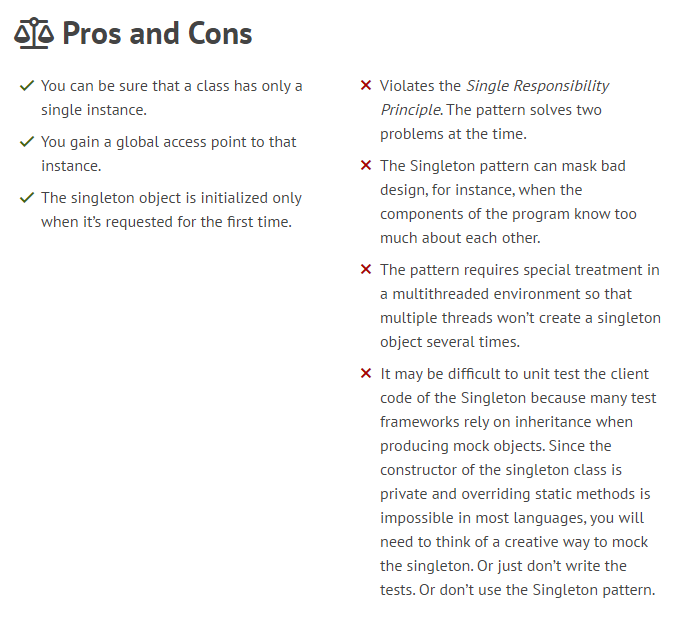 Pros and Cons
You can be sure that a class has only a
single instance.
You gain a global access point to that
instance.
The singleton object is initialized only
when it’s requested for the first time.
Violates the Single Responsibility
Principle. The pattern solves two
problems at the time.
The Singleton pattern can mask bad
design, for instance, when the
components of the program know too
much about each other.
The pattern requires special treatment in
a multithreaded environment so that
multiple threads won’t create a singleton
object several times.
It may be difficult to unit test the client
code of the Singleton because many test
frameworks rely on inheritance when
producing mock objects. Since the
constructor of the singleton class is
private and overriding static methods is
impossible in most languages, you will
need to think of a creative way to mock
the singleton. Or just don’t write the
tests. Or don’t use the Singleton pattern.